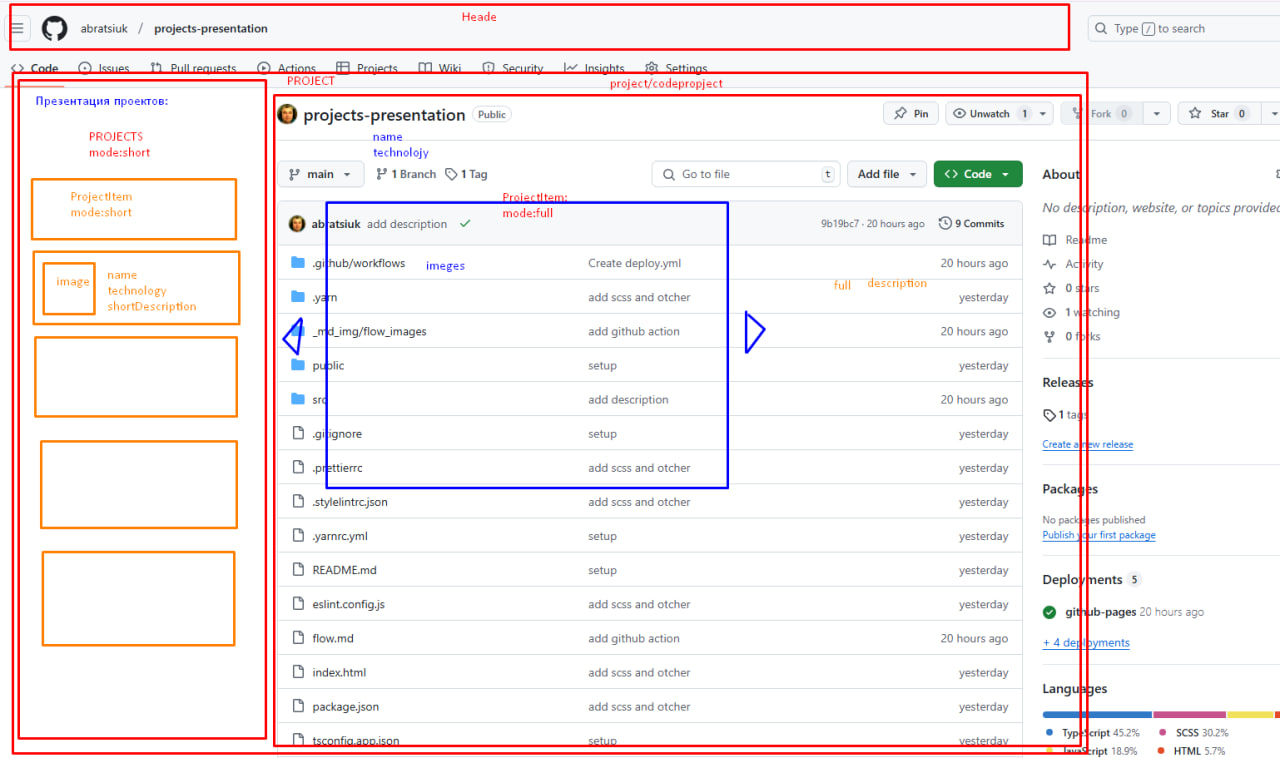 Heade
abratsiuk / projects-presentation
Type / to search
Code Issues Pull requests Actions Projects Wiki Security Insights Settings
PROJECT
project/codepropject
Презентация проектов:
PROJECTS
mode:short
ProjectItem
mode:short
image
name
technology
shortDescription
projects-presentation Public
Pin Unwatch 1 Fork 0 Star 0
name
technolojy
main 1 Branch 1 Tag Go to file t Add file Code
ProjectItem:
mode:full
abratsiuk add description 9b19bc7 · 20 hours ago 9 Commits
.github/workflows Create deploy.yml 20 hours ago
imeges
full description
.yarn add scss and otcher yesterday
_md_img/flow_images add github action 20 hours ago
public setup yesterday
src add description 20 hours ago
.gitignore setup yesterday
.prettierrc add scss and otcher yesterday
.stylelintrc.json add scss and otcher yesterday
.yarnrc.yml setup yesterday
README.md setup yesterday
eslint.config.js add scss and otcher yesterday
flow.md add github action 20 hours ago
index.html add scss and otcher yesterday
package.json add scss and otcher yesterday
tsconfig.app.json setup yesterday
About
No description, website, or topics provided
Readme
Activity
0 stars
1 watching
0 forks
Releases
1 tags
Create a new release
Packages
No packages published
Publish your first package
Deployments 5
github-pages 20 hours ago
+ 4 deployments
Languages
TypeScript 45.2% SCSS 30.2%
JavaScript 18.9% HTML 5.7%